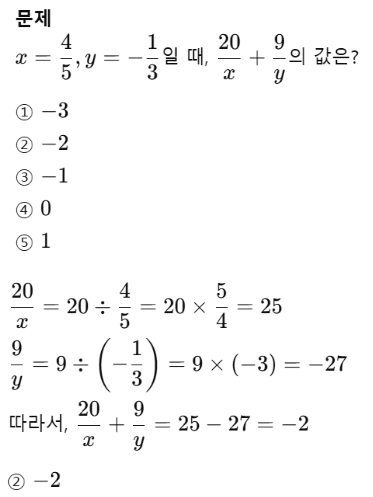 문제
x = 4/5, y = −1/3일 때, 20/x + 9/y의 값은?
① −3
② −2
③ −1
④ 0
⑤ 1
20/x = 20 ÷ 4/5 = 20 × 5/4 = 25
9/y = 9 ÷ (−1/3) = 9 × (−3) = −27
따라서, 20/x + 9/y = 25 − 27 = −2
② −2